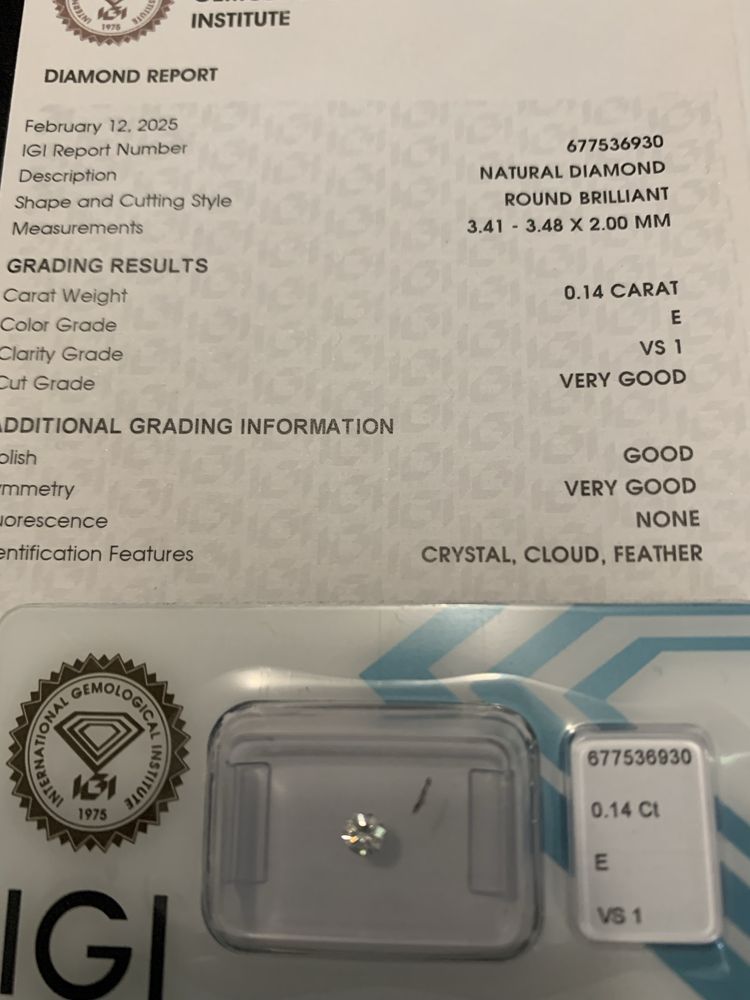 INSTITUTE
1975
DIAMOND REPORT
February 12, 2025
IGI Report Number 677536930
Description NATURAL DIAMOND
Shape and Cutting Style ROUND BRILLIANT
Measurements 3.41 - 3.48 X 2.00 MM
GRADING RESULTS
Carat Weight 0.14 CARAT
Color Grade E
Clarity Grade VS 1
Cut Grade VERY GOOD
ADDITIONAL GRADING INFORMATION
olish GOOD
ymmetry VERY GOOD
uorescence NONE
entification Features CRYSTAL, CLOUD, FEATHER
INTERNATIONAL GEMOLOGICAL INSTITUTE
IGI
1975
677536930
0.14 Ct
E
VS 1
IGI